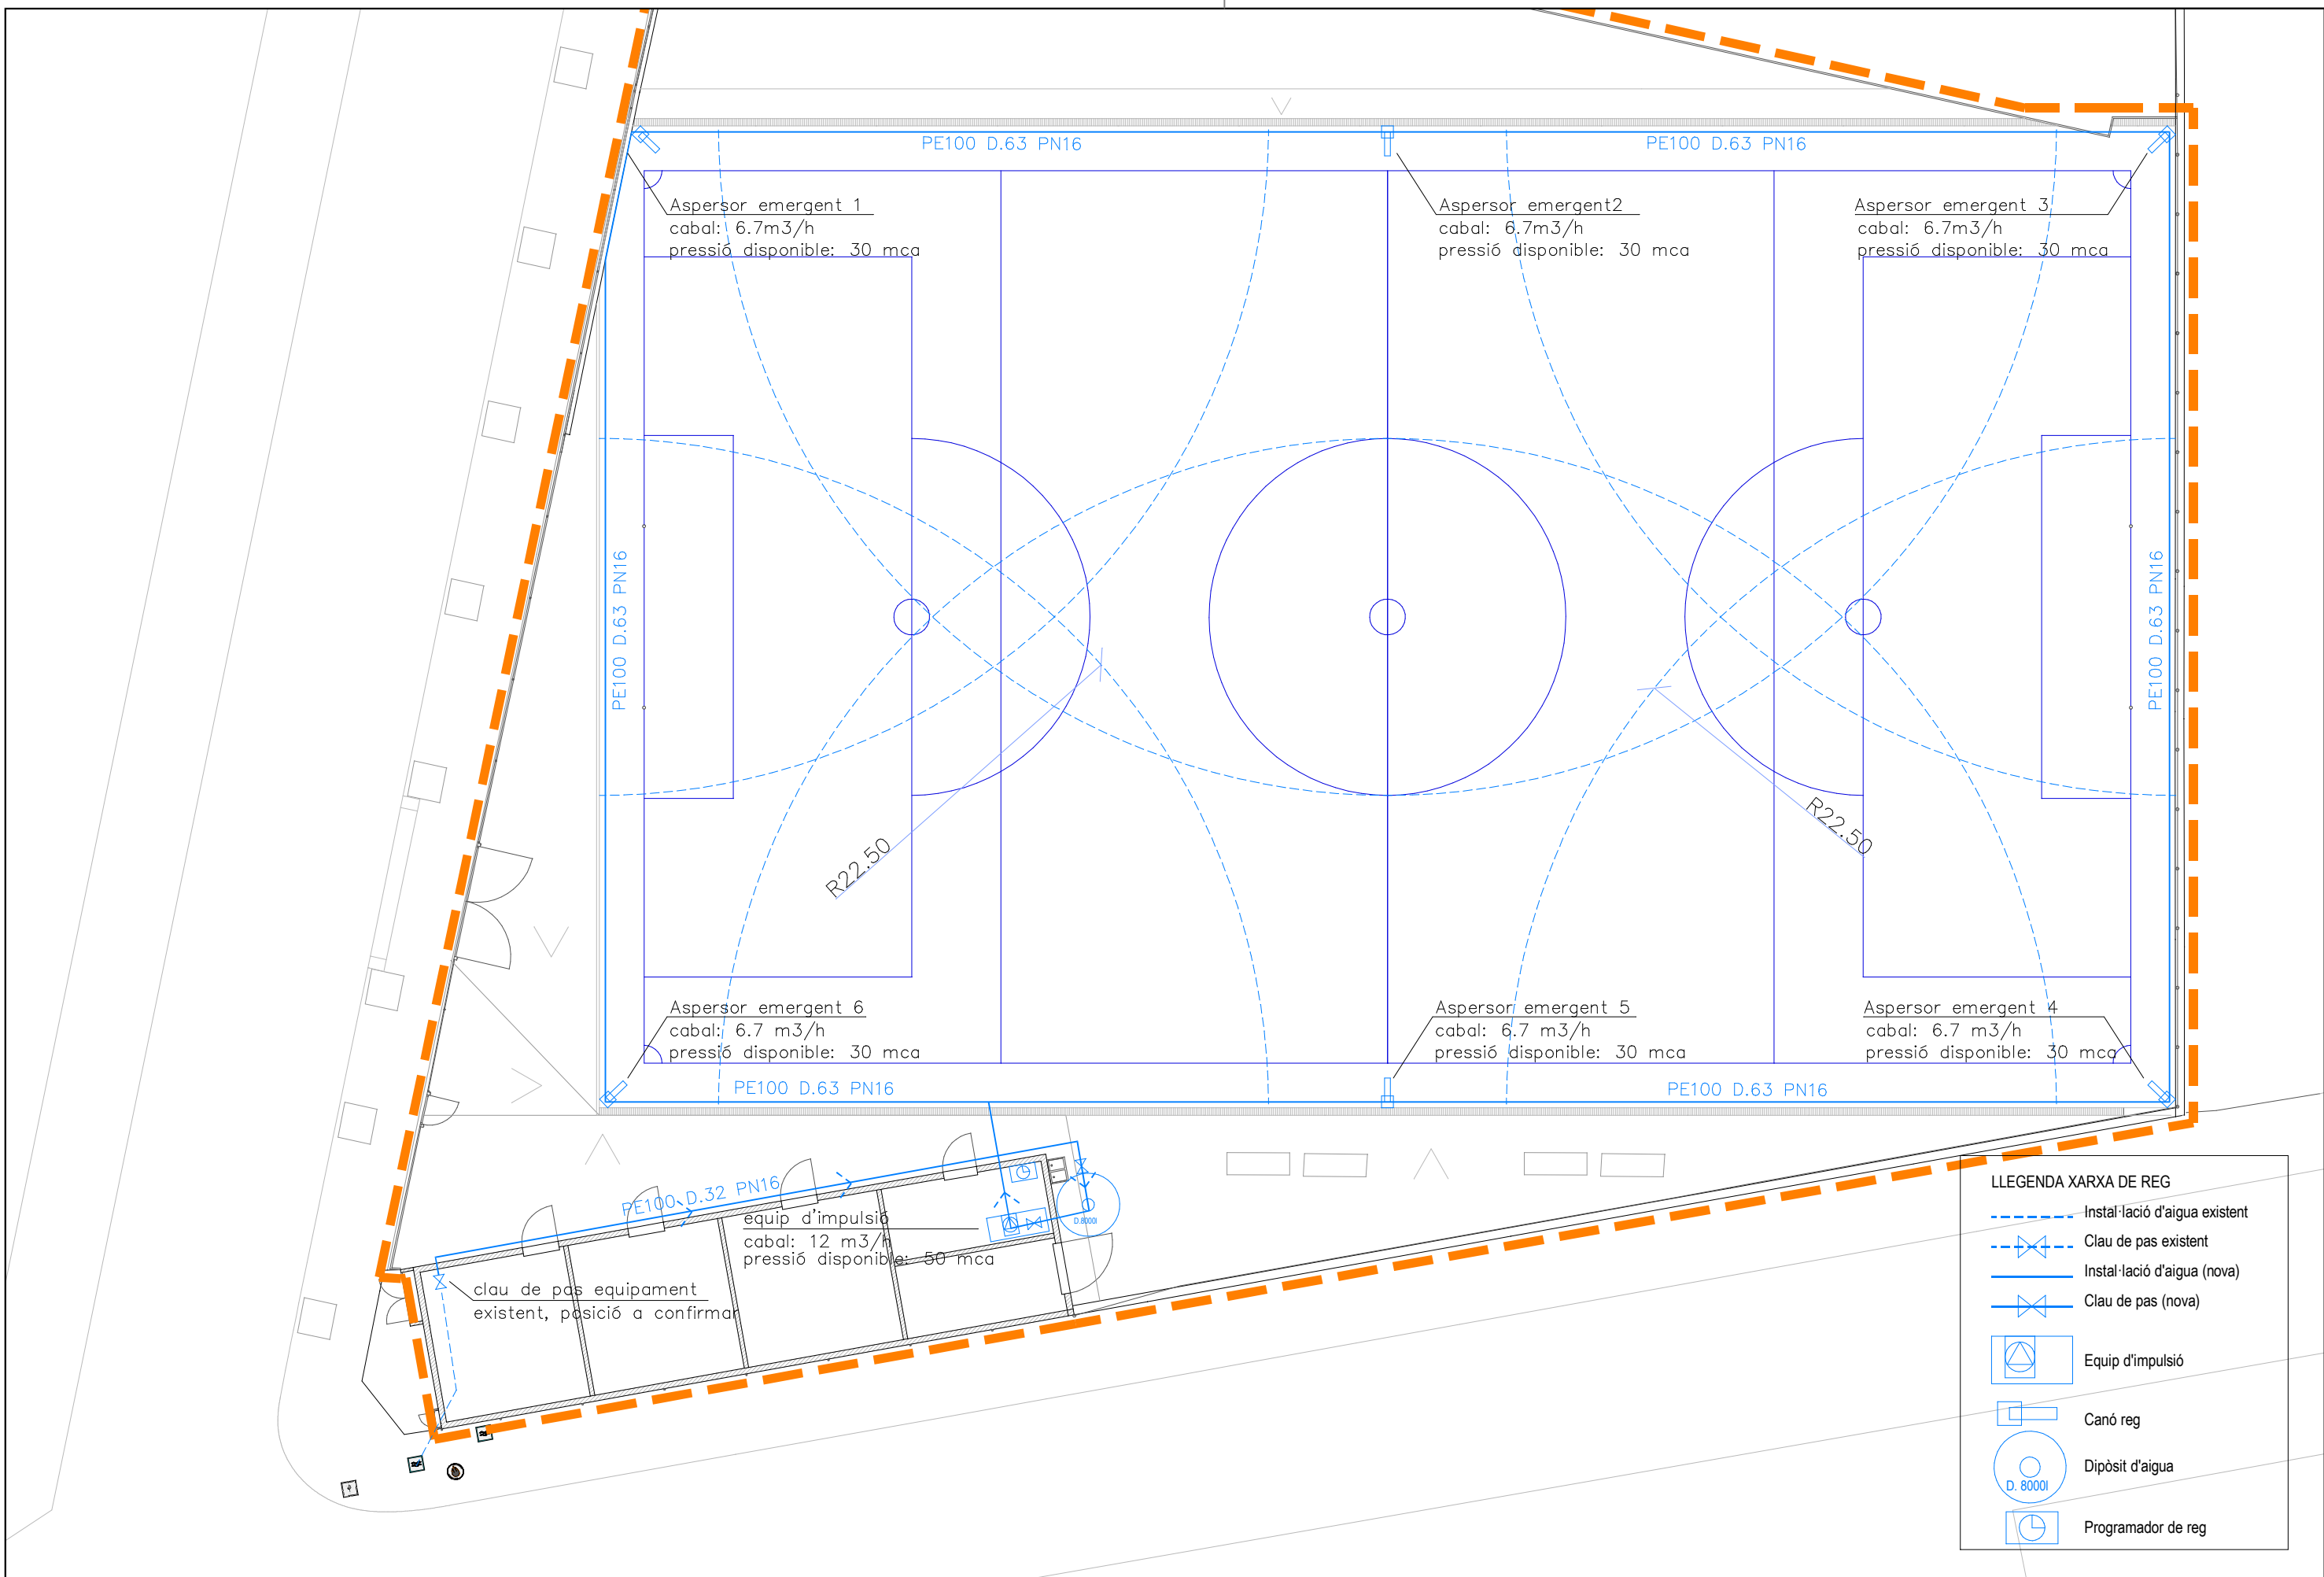 PE100 D.63 PN16
PE100 D.63 PN16
Aspersor emergent 1
cabal: 6.7m3/h
pressió disponible: 30 mca
Aspersor emergent2
cabal: 6.7m3/h
pressió disponible: 30 mca
Aspersor emergent 3
cabal: 6.7m3/h
pressió disponible: 30 mca
PE100 D.63 PN16
PE100 D.63 PN16
R22.50
R22.50
Aspersor emergent 6
cabal: 6.7 m3/h
pressió disponible: 30 mca
Aspersor emergent 5
cabal: 6.7 m3/h
pressió disponible: 30 mca
Aspersor emergent 4
cabal: 6.7 m3/h
pressió disponible: 30 mca
PE100 D.63 PN16
PE100 D.63 PN16
PE100 D.32 PN16
equip d'impulsió
cabal: 12 m3/h
pressió disponible: 50 mca
D.8000l
clau de pas equipament
existent, posició a confirmar
LLEGENDA XARXA DE REG
Instal·lació d'aigua existent
Clau de pas existent
Instal·lació d'aigua (nova)
Clau de pas (nova)
Equip d'impulsió
Canó reg
Dipòsit d'aigua
D. 8000l
Programador de reg